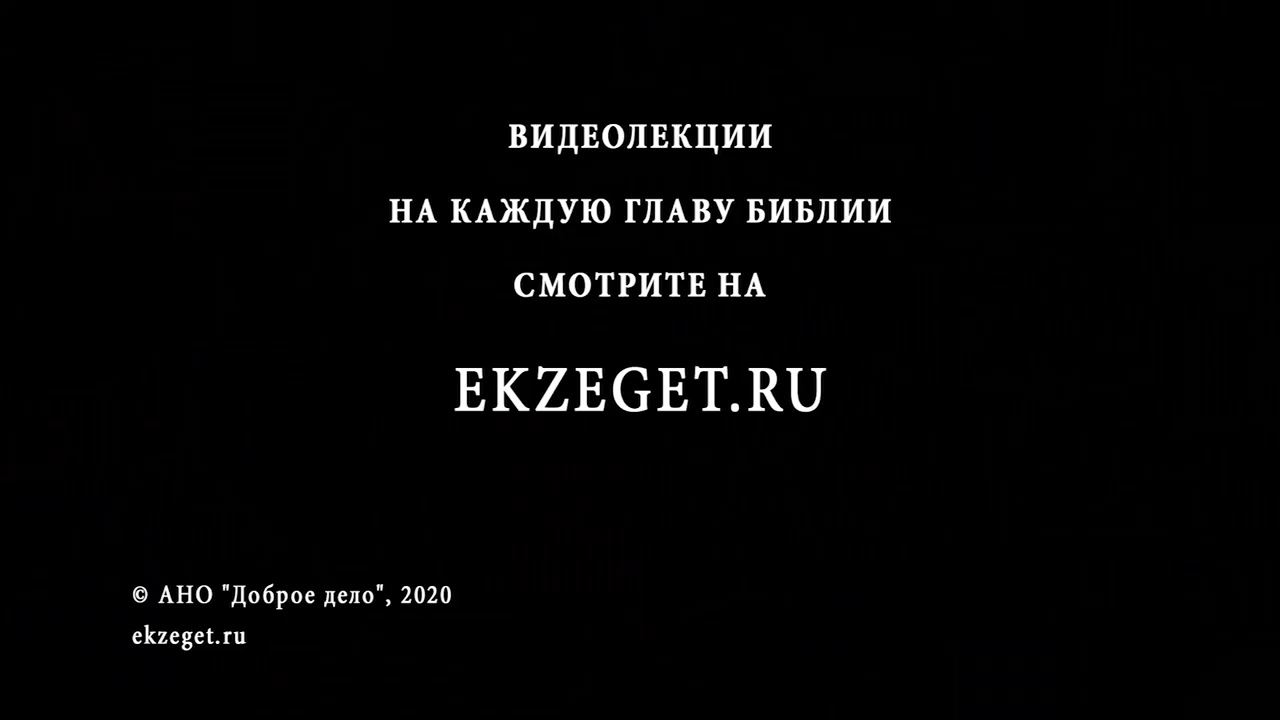 ВИДЕОЛЕКЦИИ
НА КАЖДУЮ ГЛАВУ БИБЛИИ
СМОТРИТЕ НА
EKZEGET.RU
© АНО "Доброе дело", 2020
ekzeget.ru